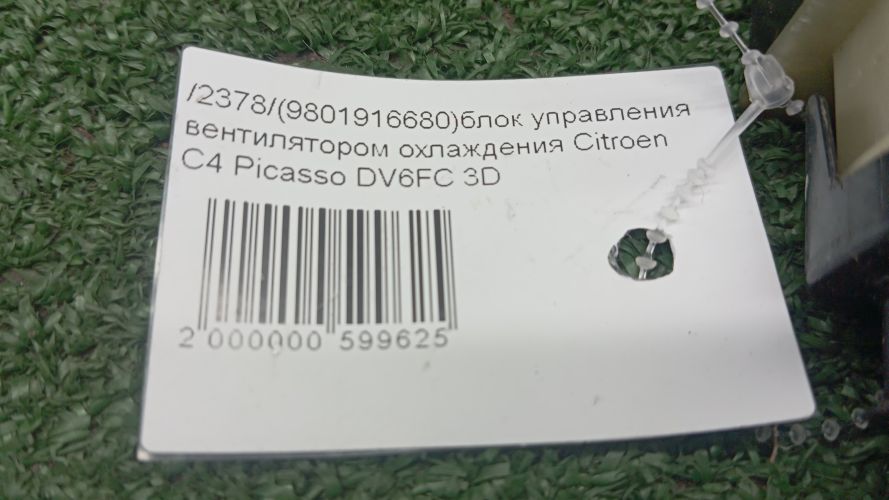 /2378/(9801916680)блок управления
вентилятором охлаждения Citroen
C4 Picasso DV6FC 3D
2 000000 599625